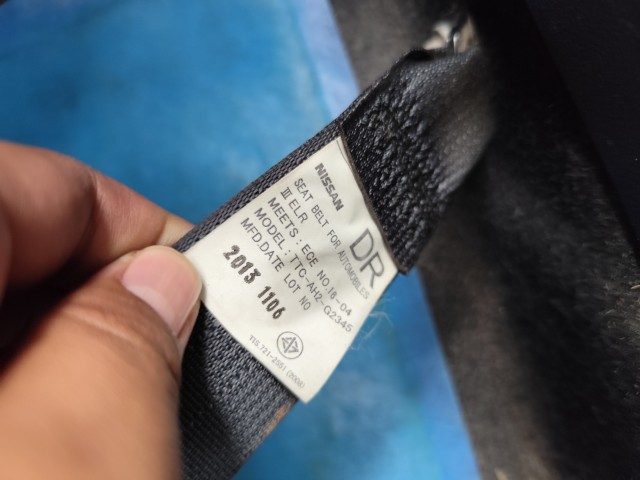 NISSAN
DR
SEAT BELT FOR AUTOMOBILES
III ELR
MEETS : ECE NO.16-04
MODEL : TTC-AH2-G2345
MFD.DATE LOT NO
2013 1106